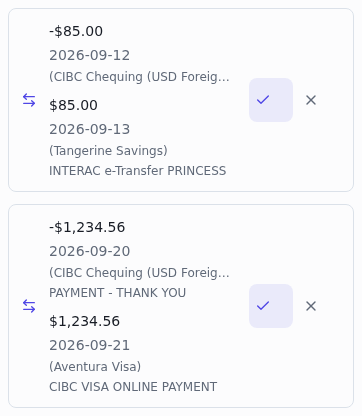 -$85.00
2026-09-12
(CIBC Chequing (USD Foreig...
$85.00
2026-09-13
(Tangerine Savings)
INTERAC e-Transfer PRINCESS
-$1,234.56
2026-09-20
(CIBC Chequing (USD Foreig...
PAYMENT - THANK YOU
$1,234.56
2026-09-21
(Aventura Visa)
CIBC VISA ONLINE PAYMENT